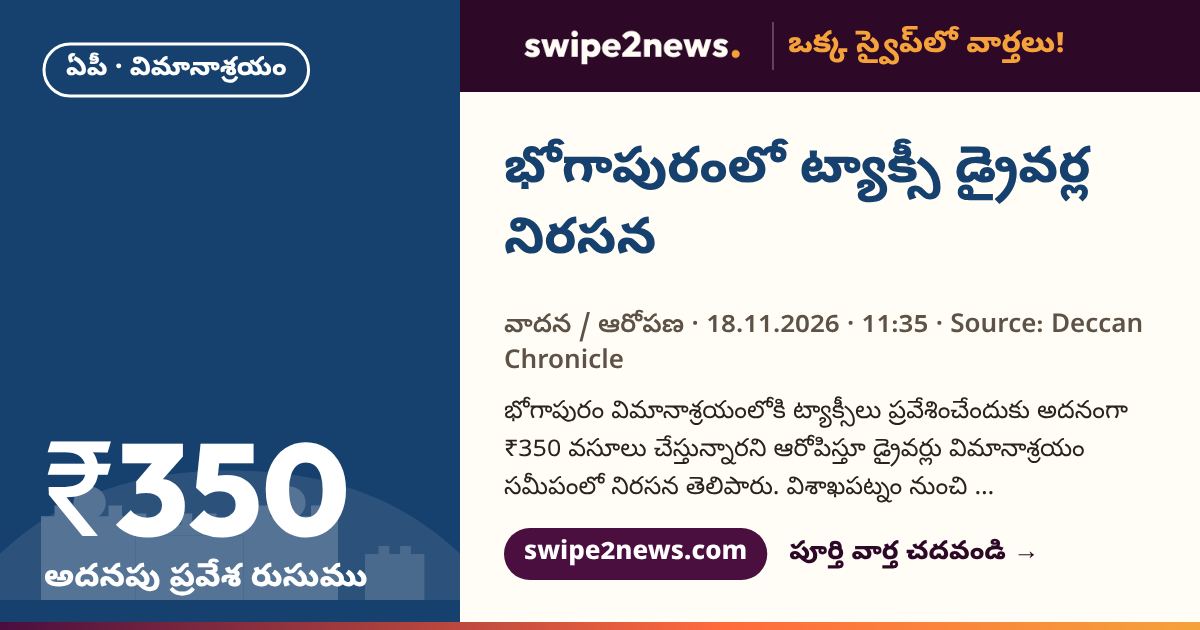 ఏపీ · విమానాశ్రయం
swipe2news.
ఒక్క స్వైప్‌లో వార్తలు!
భోగాపురంలో ట్యాక్సీ డ్రైవర్ల
నిరసన
వాదన / ఆరోపణ · 18.11.2026 · 11:35 · Source: Deccan
Chronicle
భోగాపురం విమానాశ్రయంలోకి ట్యాక్సీలు ప్రవేశించేందుకు అదనంగా
₹350 వసూలు చేస్తున్నారని ఆరోపిస్తూ డ్రైవర్లు విమానాశ్రయం
సమీపంలో నిరసన తెలిపారు. విశాఖపట్నం నుంచి ...
₹350
అదనపు ప్రవేశ రుసుము
swipe2news.com
పూర్తి వార్త చదవండి →